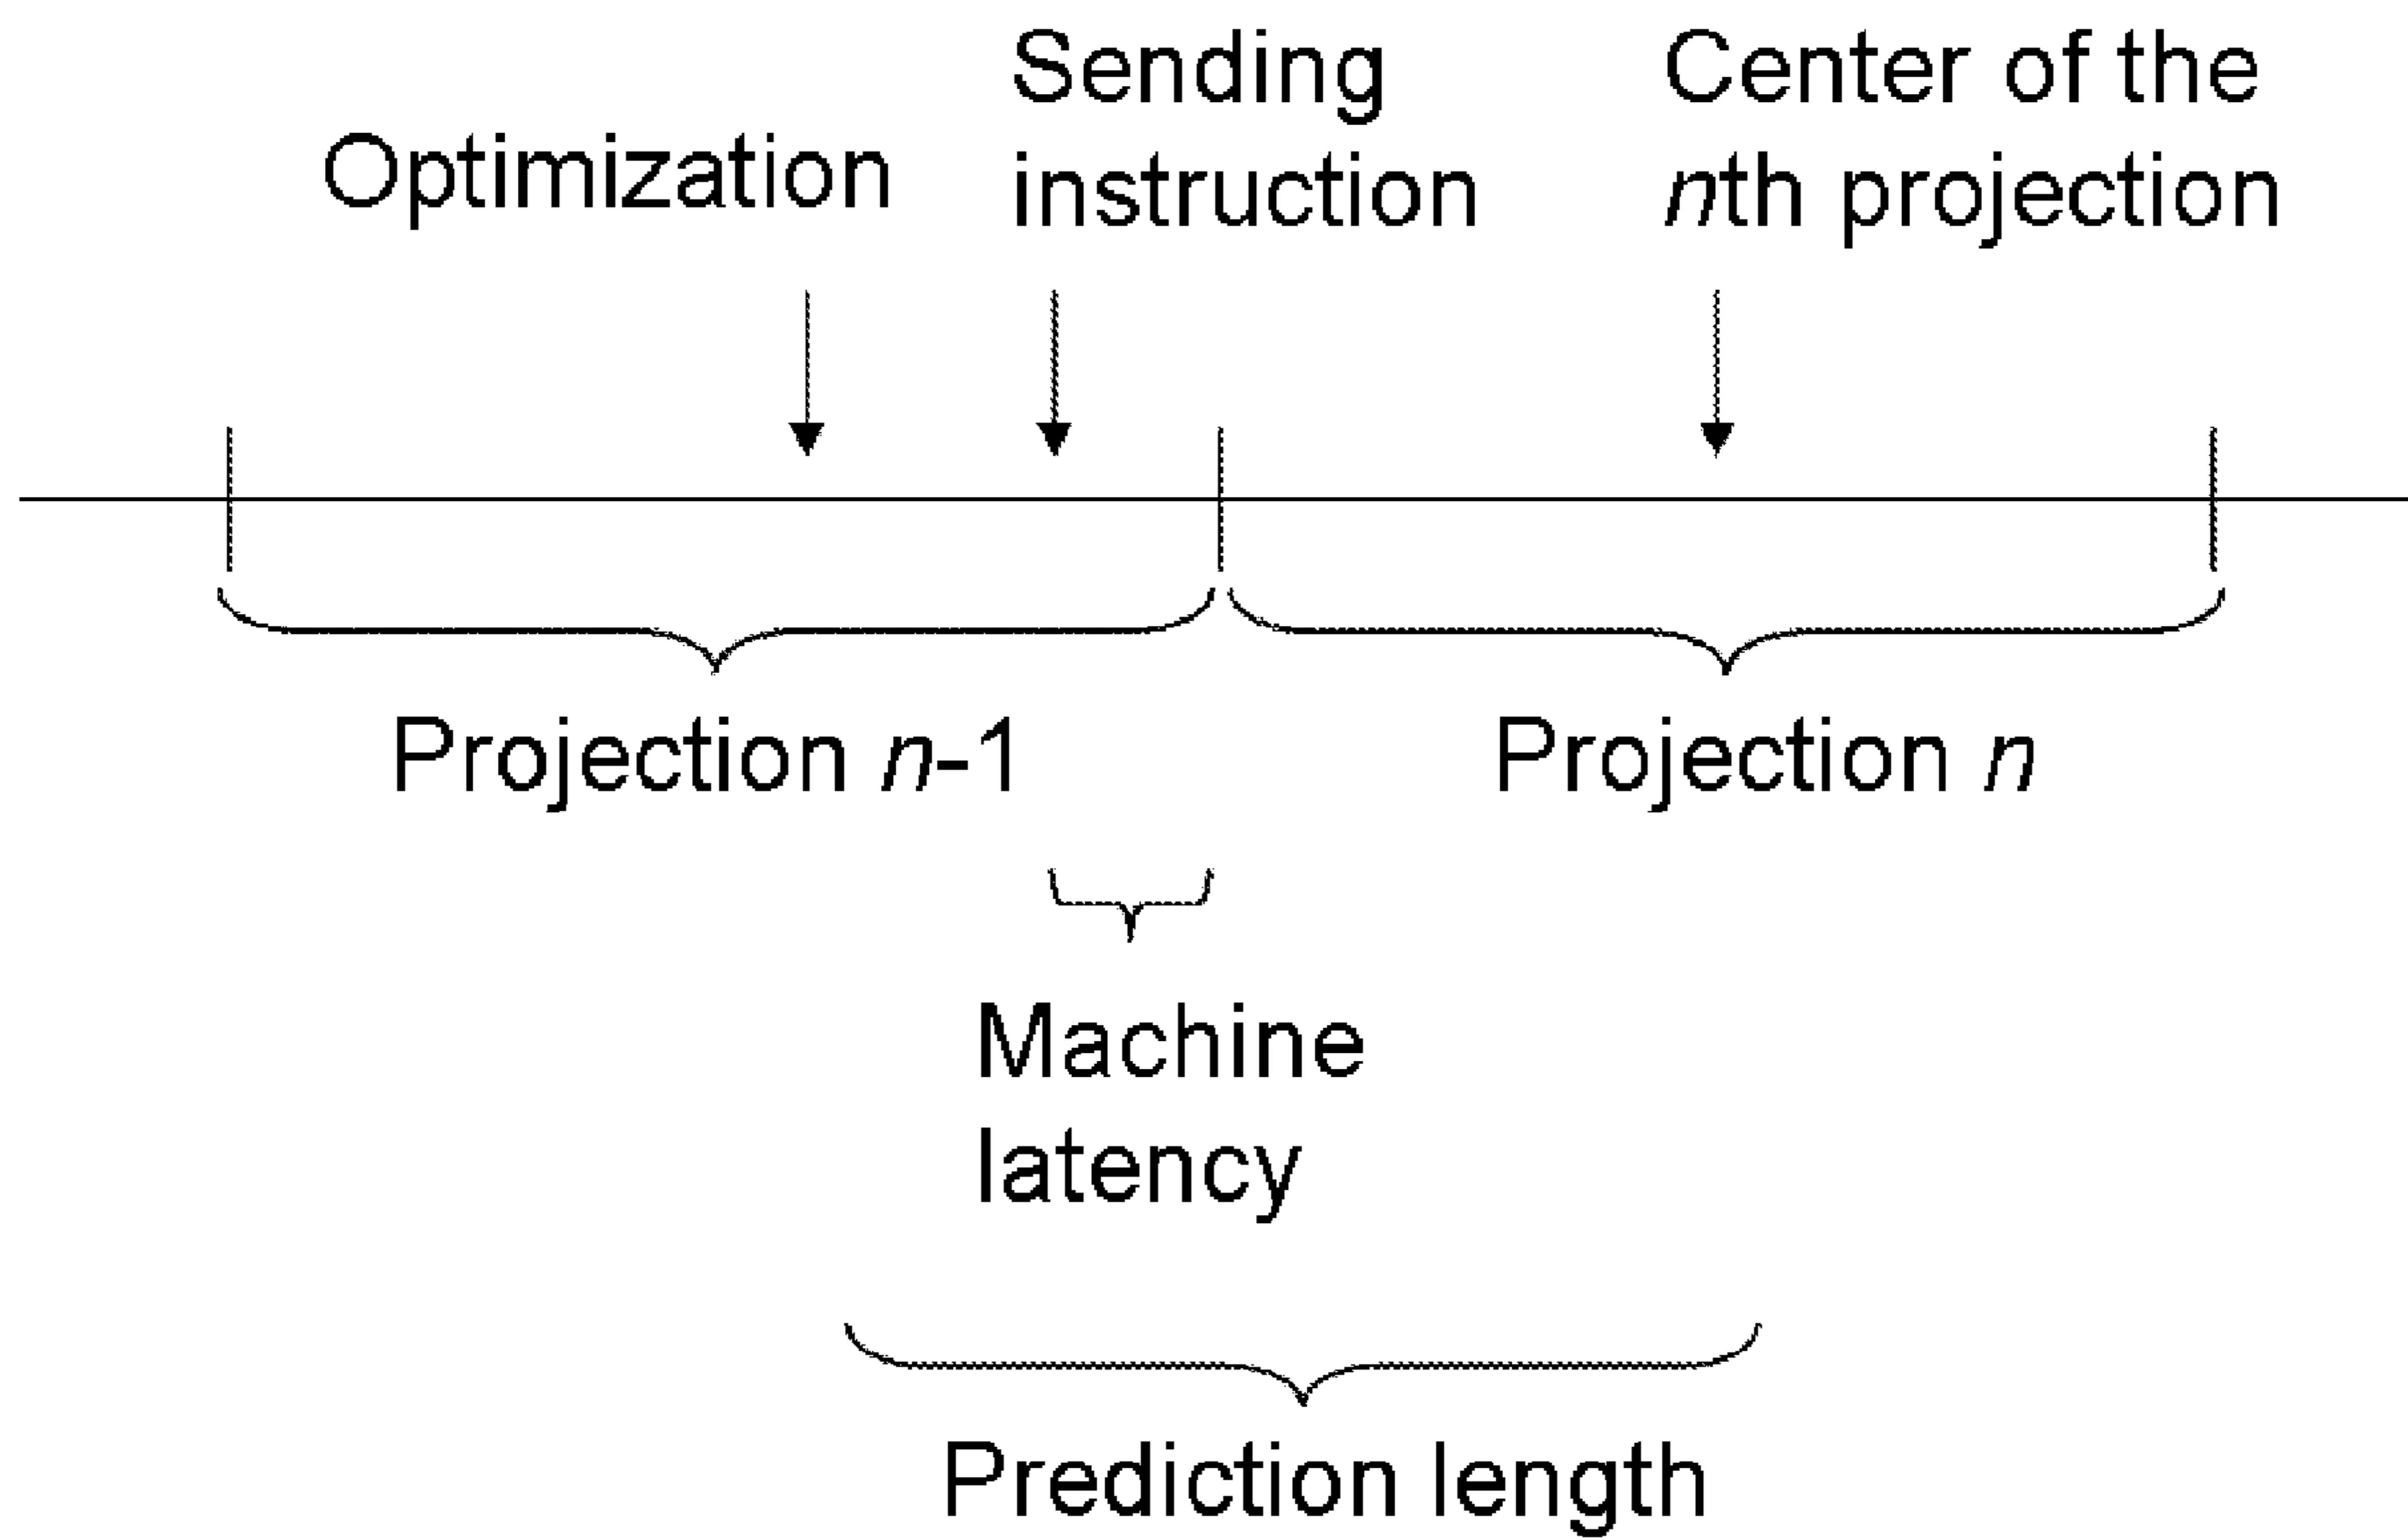 Optimization
Sending
instruction
Center of the
nth projection
Projection n-1
Projection n
Machine
latency
Prediction length